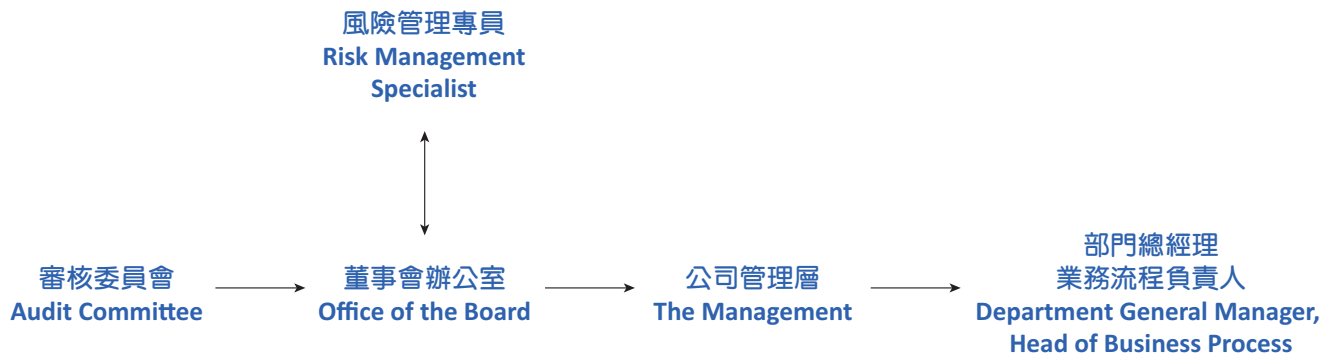 風險管理專員
Risk Management
Specialist
審核委員會
Audit Committee
董事會辦公室
Office of the Board
公司管理層
The Management
部門總經理
業務流程負責人
Department General Manager,
Head of Business Process